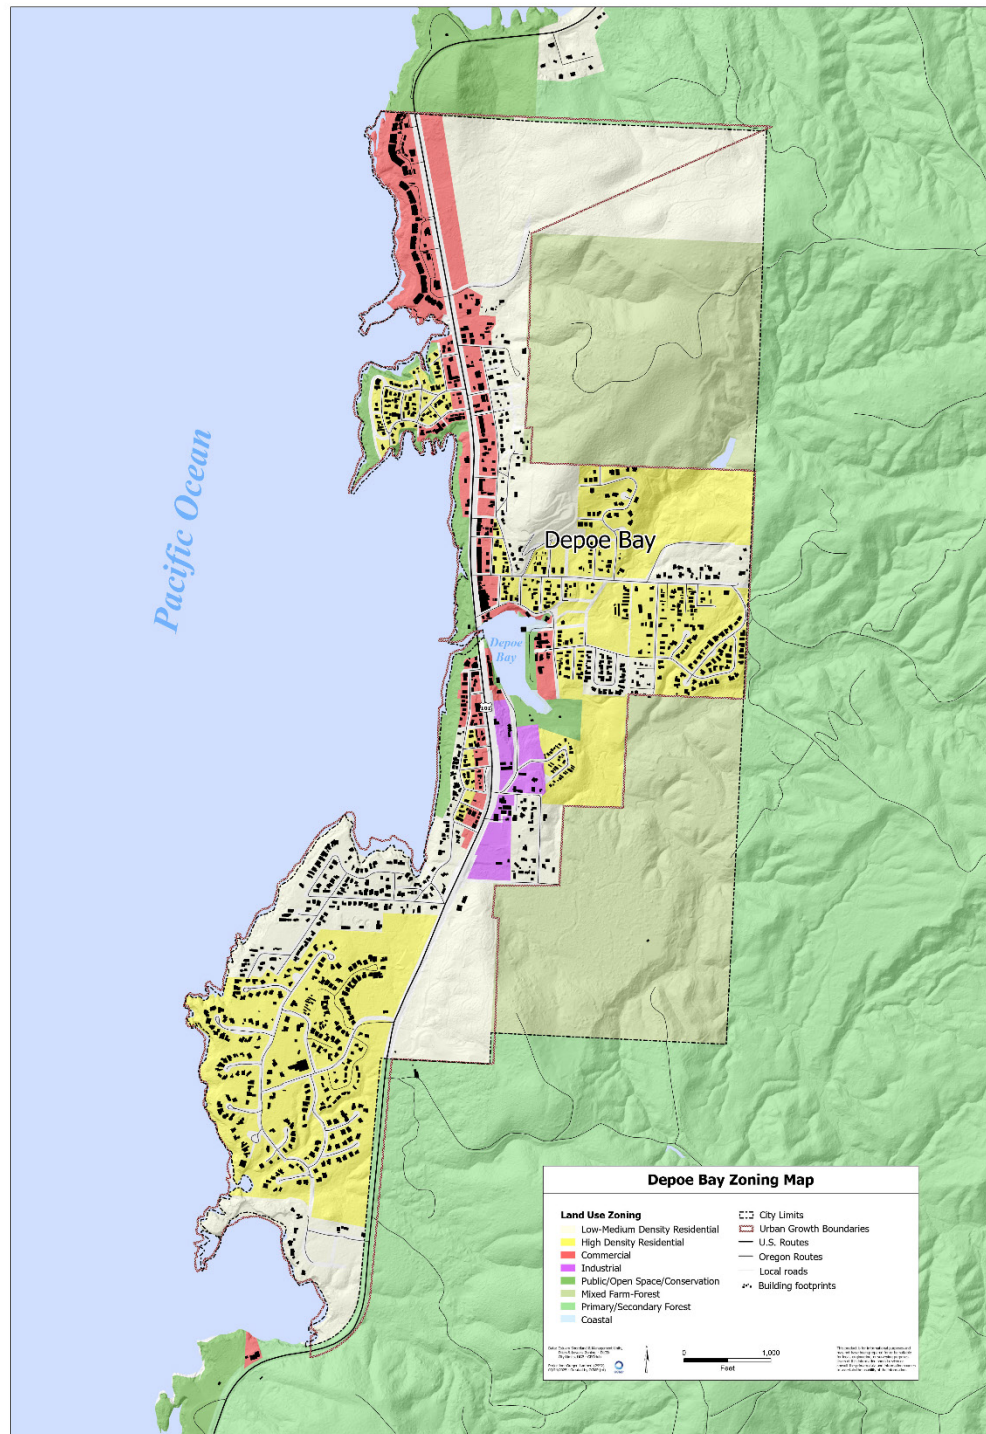 Pacific Ocean
Depoe Bay
Depoe
Bay
101
Depoe Bay Zoning Map
Land Use Zoning
Low-Medium Density Residential
High Density Residential
Commercial
Industrial
Public/Open Space/Conservation
Mixed Farm-Forest
Primary/Secondary Forest
Coastal
City Limits
Urban Growth Boundaries
U.S. Routes
Oregon Routes
Local roads
Building footprints
0 1,000
Feet